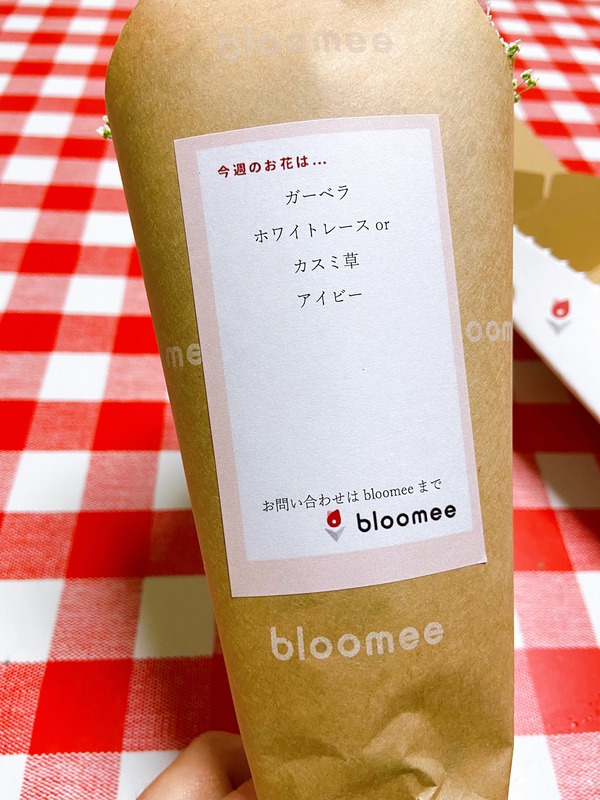 bloomee
今週のお花は…
ガーベラ
ホワイトレース or
カスミ草
アイビー
me
oom
お問い合わせは bloomee まで
bloomee
bloomee